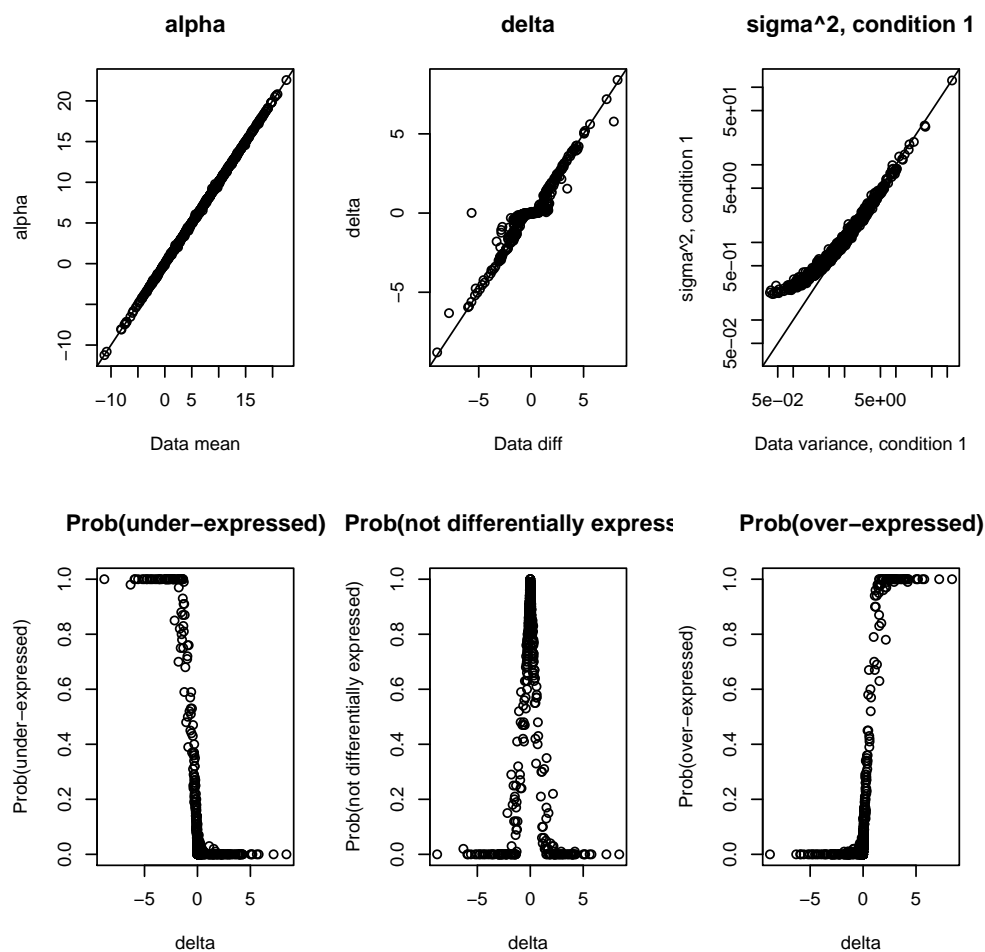 alpha
alpha
−10
0
5
10
15
20
−10
0
5
15
Data mean
delta
delta
−5
0
5
−5
0
5
Data diff
sigma^2, condition 1
sigma^2, condition 1
5e−02
5e−01
5e+00
5e+01
5e−02
5e+00
Data variance, condition 1
Prob(under−expressed)
Prob(under−expressed)
0.0
0.2
0.4
0.6
0.8
1.0
−5
0
5
delta
Prob(not differentially express
Prob(not differentially expressed)
0.0
0.2
0.4
0.6
0.8
1.0
−5
0
5
delta
Prob(over−expressed)
Prob(over−expressed)
0.0
0.2
0.4
0.6
0.8
1.0
−5
0
5
delta